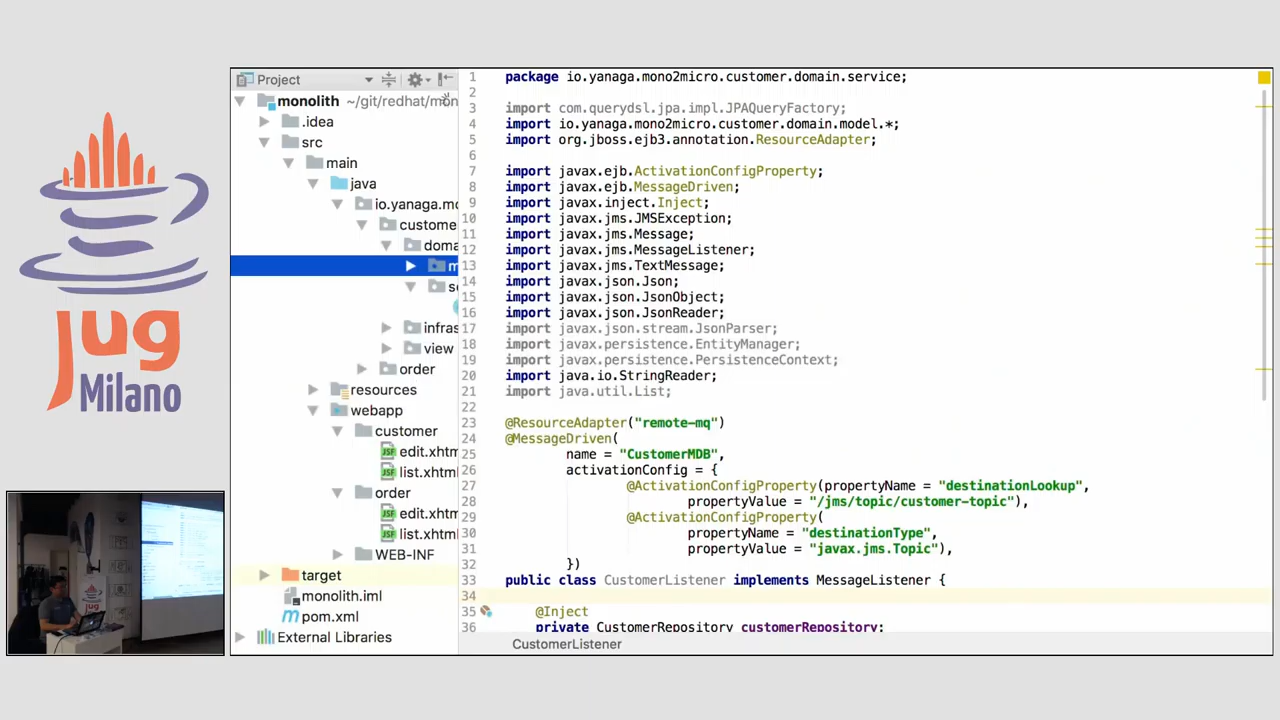 jug
Milano
Project
monolith ~/git/redhat/mon
.idea
src
main
java
io.yanaga.mo
custome
doma
m
se
infras
view
order
resources
webapp
customer
edit.xhtm
list.xhtml
order
edit.xhtm
list.xhtml
WEB-INF
target
monolith.iml
pom.xml
External Libraries
1 package io.yanaga.mono2micro.customer.domain.service;
2
3 import com.querydsl.jpa.impl.JPAQueryFactory;
4 import io.yanaga.mono2micro.customer.domain.model.*;
5 import org.jboss.ejb3.annotation.ResourceAdapter;
6
7 import javax.ejb.ActivationConfigProperty;
8 import javax.ejb.MessageDriven;
9 import javax.inject.Inject;
10 import javax.jms.JMSException;
11 import javax.jms.Message;
12 import javax.jms.MessageListener;
13 import javax.jms.TextMessage;
14 import javax.json.Json;
15 import javax.json.JsonObject;
16 import javax.json.JsonReader;
17 import javax.json.stream.JsonParser;
18 import javax.persistence.EntityManager;
19 import javax.persistence.PersistenceContext;
20 import java.io.StringReader;
21 import java.util.List;
22
23 @ResourceAdapter("remote-mq")
24 @MessageDriven(
25 name = "CustomerMDB",
26 activationConfig = {
27 @ActivationConfigProperty(propertyName = "destinationLookup",
28 propertyValue = "/jms/topic/customer-topic"),
29 @ActivationConfigProperty(
30 propertyName = "destinationType",
31 propertyValue = "javax.jms.Topic"),
32 })
33 public class CustomerListener implements MessageListener {
34
35 @Inject
36 private CustomerRepository customerRepository;
CustomerListener
jug